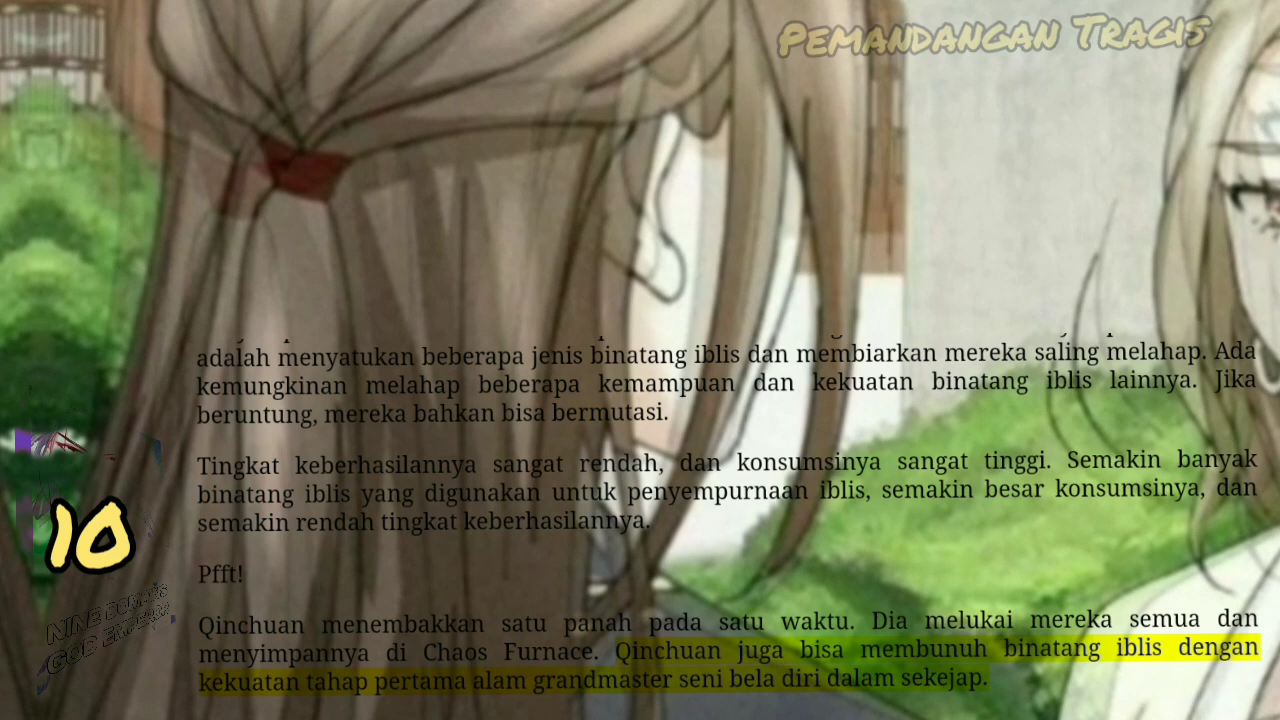 Pemandangan Tragis
adalah menyatukan beberapa jenis binatang iblis dan membiarkan mereka saling melahap. Ada
kemungkinan melahap beberapa kemampuan dan kekuatan binatang iblis lainnya. Jika
beruntung, mereka bahkan bisa bermutasi.
Tingkat keberhasilannya sangat rendah, dan konsumsinya sangat tinggi. Semakin banyak
binatang iblis yang digunakan untuk penyempurnaan iblis, semakin besar konsumsinya, dan
semakin rendah tingkat keberhasilannya.
Pfft!
10
Qinchuan menembakkan satu panah pada satu waktu. Dia melukai mereka semua dan
menyimpannya di Chaos Furnace. Qinchuan juga bisa membunuh binatang iblis dengan
kekuatan tahap pertama alam grandmaster seni bela diri dalam sekejap.
NINE
GOD EMPEROR